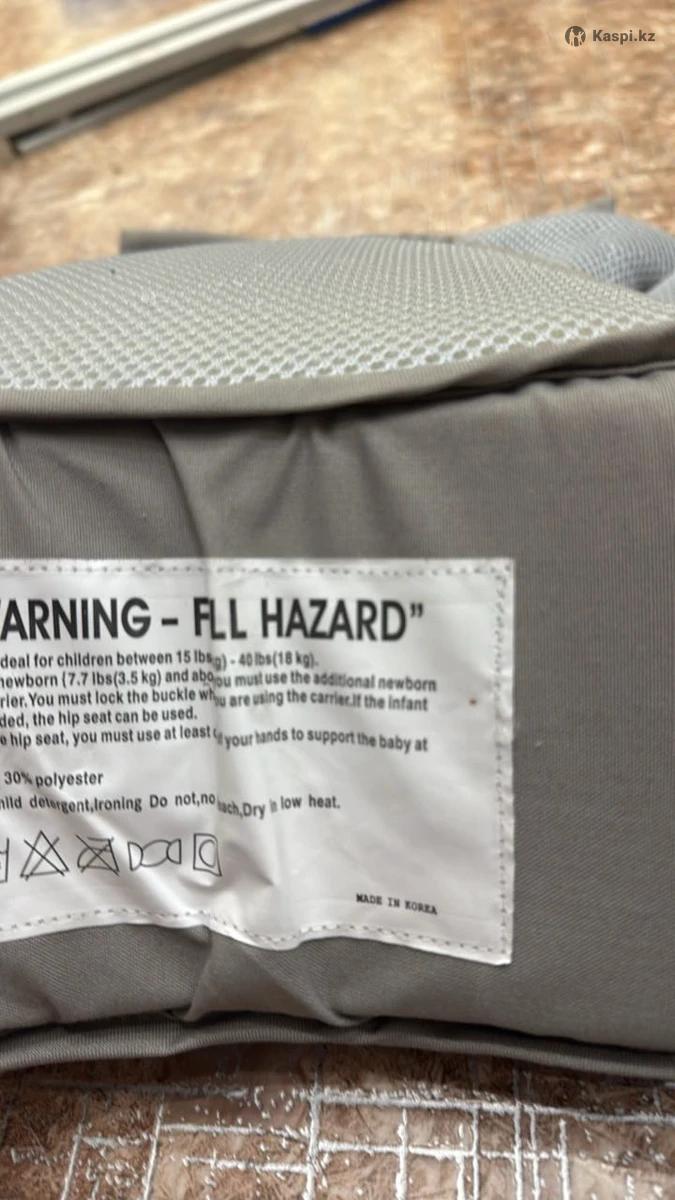 Kaspi.kz
ARNING – FLL HAZARD”
deal for children between 15 lbs g) - 40 lbs(18 kg).
newborn {7.7 lbs(3.5 kg) and abo ou must use the additional newborn
rier.You must lock the buckle wh u are using the carrier.If the infant
ded, the hip seat can be used.
e hip seat, you must use at least your hands to support the baby at
30% polyester
ild detergent,Ironing Do not,no each,Dry in low heat.
MADE IN KOREA